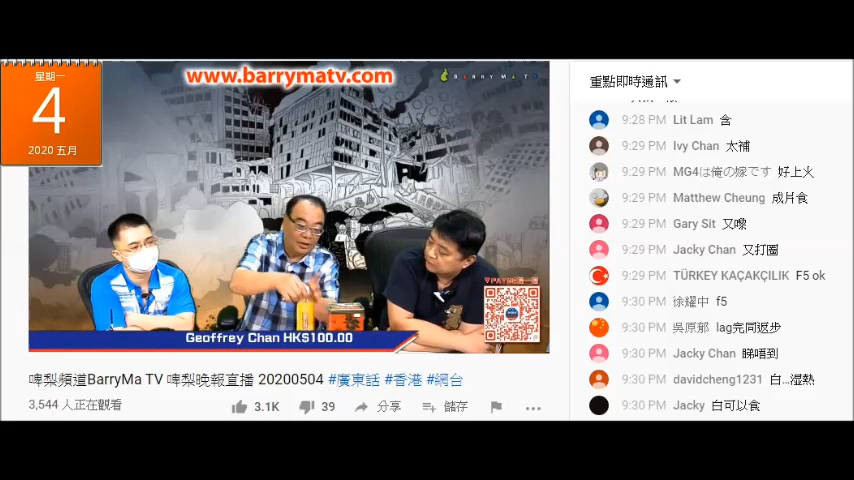 www.barrymatv.com
BARRY MA TV
星期一
4
2020 五月
PAYME
Geoffrey Chan HK$100.00
啤梨頻道BarryMa TV 啤梨晚報直播 20200504 #廣東話 #香港 #網台
3,544 人正在觀看
3.1K
39
分享
儲存
重點即時通訊
9:28 PM Lit Lam 含
9:29 PM Ivy Chan 太補
9:29 PM MG4は俺の嫁です 好上火
9:29 PM Matthew Cheung 成片食
9:29 PM Gary Sit 又嚟
9:29 PM Jacky Chan 又打圈
9:29 PM TÜRKEY KAÇAKÇILIK F5 ok
9:30 PM 徐耀中 f5
9:30 PM 吳原郡 lag完同返步
9:30 PM Jacky Chan 睇唔到
9:30 PM davidcheng1231 白...湿熱
9:30 PM Jacky 白可以食